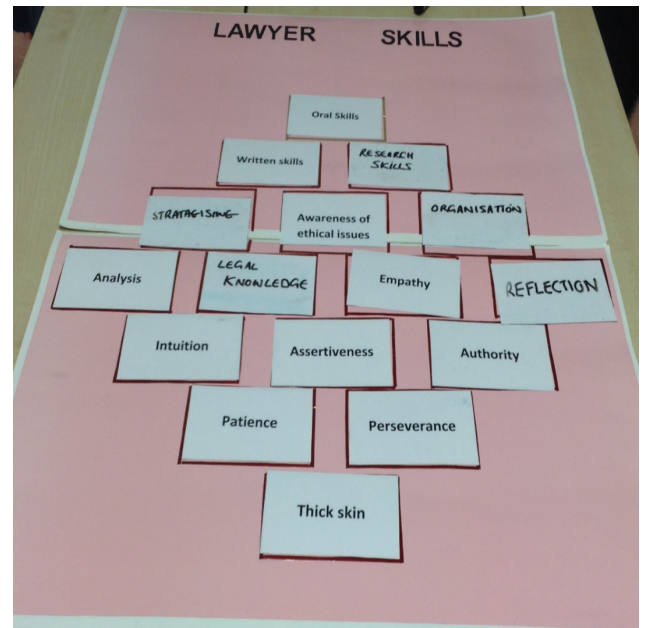 LAWYER SKILLS
Oral Skills
Written skills
RESEARCH
SKILLS
STRATAGISING
Awareness of
ethical issues
ORGANISATION
Analysis
LEGAL
KNOWLEDGE
Empathy
REFLECTION
Intuition
Assertiveness
Authority
Patience
Perseverance
Thick skin